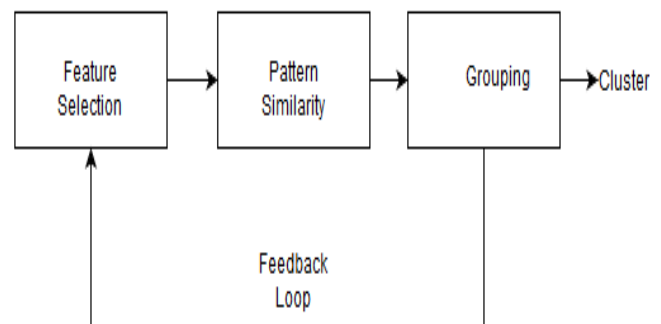 Feature
Selection
Pattern
Similarity
Grouping
Cluster
Feedback
Loop